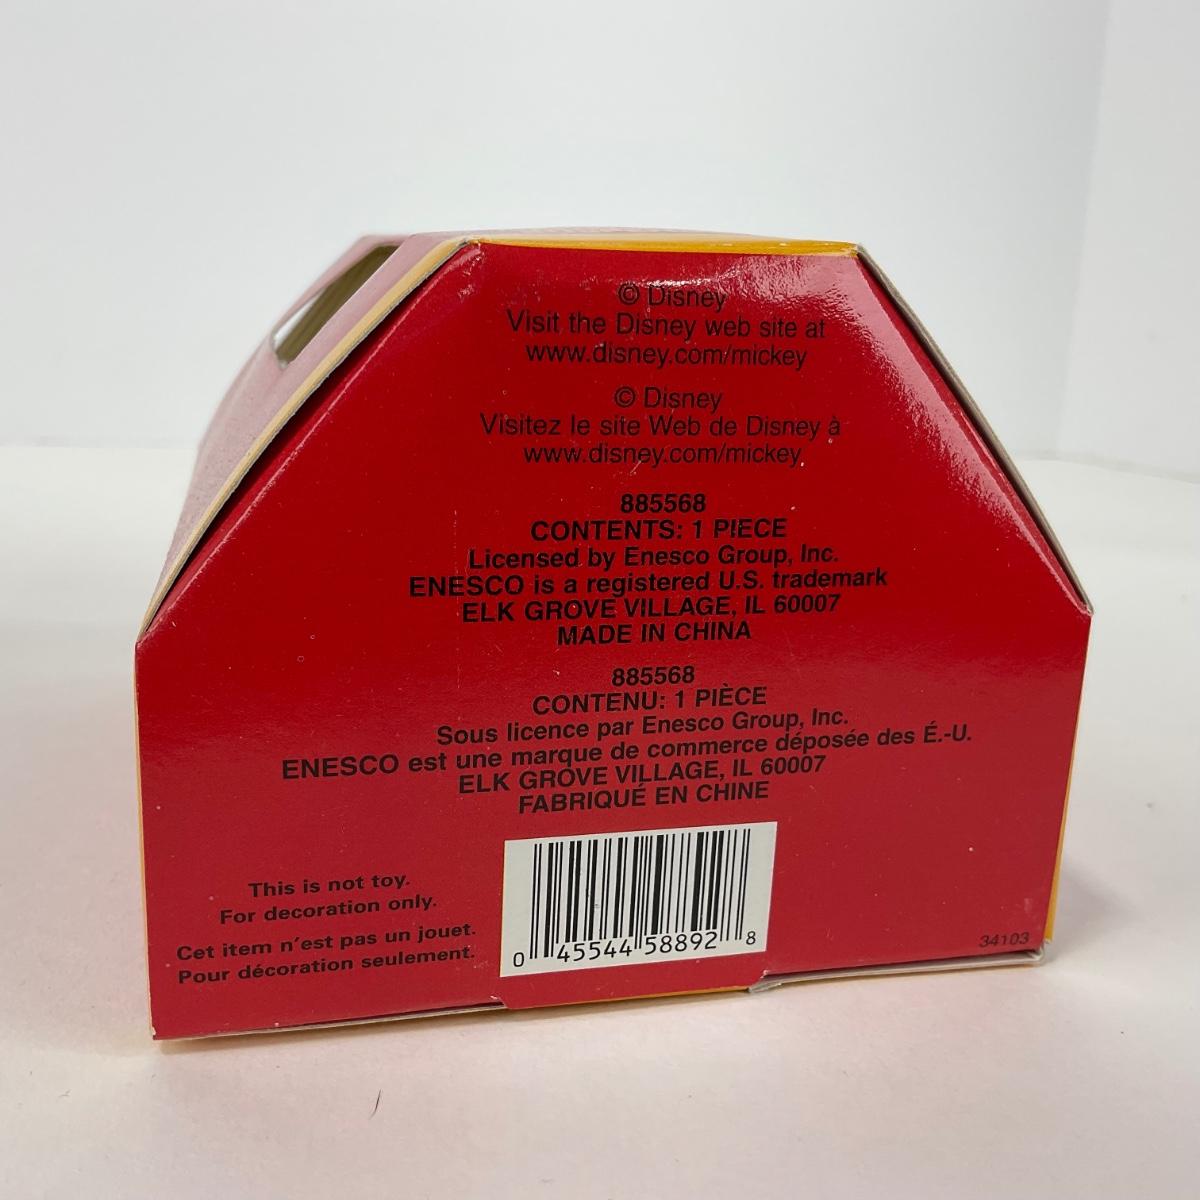 © Disney
Visit the Disney web site at
www.disney.com/mickey
© Disney
Visitez le site Web de Disney à
www.disney.com/mickey
885568
CONTENTS: 1 PIECE
Licensed by Enesco Group, Inc.
ENESCO is a registered U.S. trademark
ELK GROVE VILLAGE, IL 60007
MADE IN CHINA
885568
CONTENU: 1 PIÈCE
Sous licence par Enesco Group, Inc.
ENESCO est une marque de commerce déposée des É.-U.
ELK GROVE VILLAGE, IL 60007
FABRIQUÉ EN CHINE
This is not toy.
For decoration only.
Cet item n'est pas un jouet.
Pour décoration seulement.
0 45544 58892 8
34103